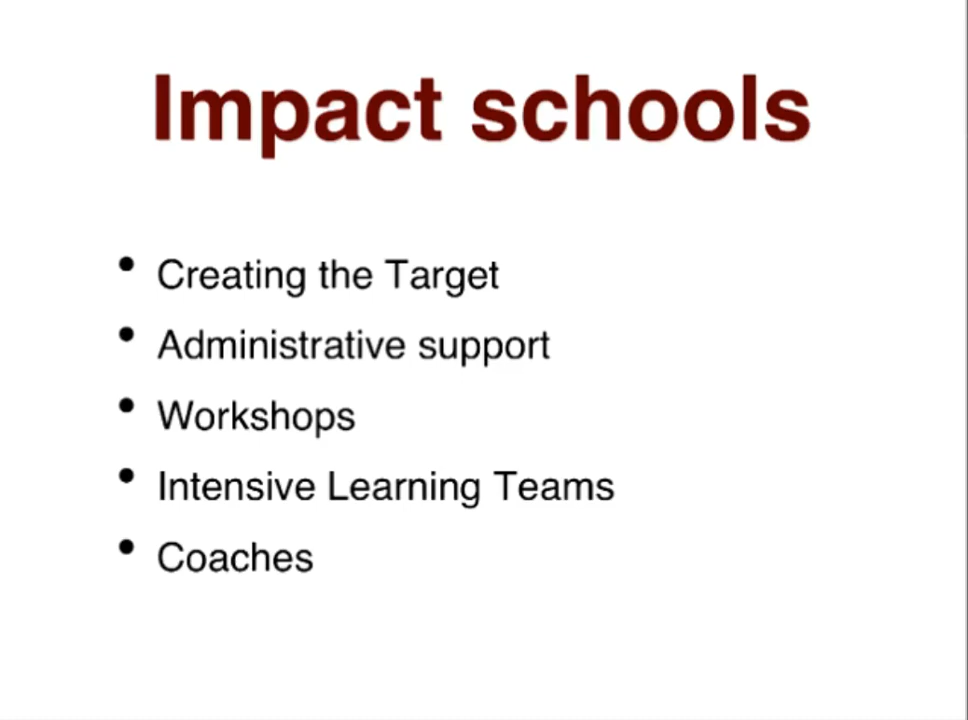 Impact schools
• Creating the Target
• Administrative support
• Workshops
• Intensive Learning Teams
• Coaches